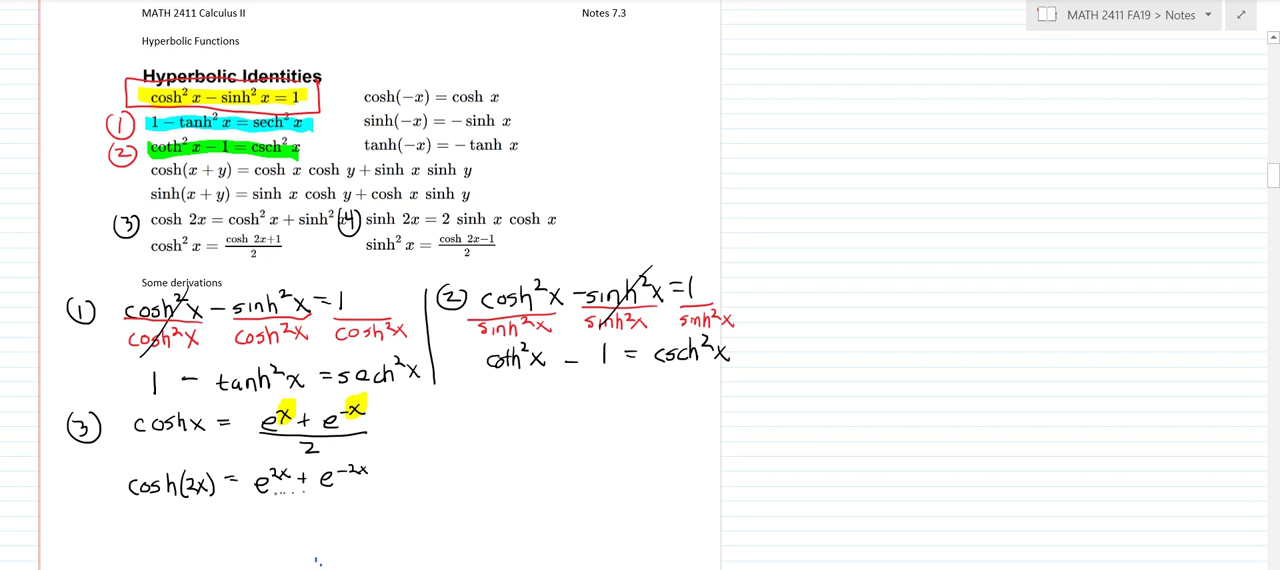 MATH 2411 Calculus II Notes 7.3
MATH 2411 FA19 > Notes
Hyperbolic Functions
Hyperbolic Identities
cosh² x − sinh² x = 1 cosh(−x) = cosh x
① 1 − tanh² x = sech² x sinh(−x) = − sinh x
② coth² x − 1 = csch² x tanh(−x) = − tanh x
cosh(x + y) = cosh x cosh y + sinh x sinh y
sinh(x + y) = sinh x cosh y + cosh x sinh y
(3) cosh 2x = cosh² x + sinh² (4) sinh 2x = 2 sinh x cosh x
cosh² x = (cosh 2x+1)/2 sinh² x = (cosh 2x−1)/2
Some derivations
① cosh²x/cosh²x − sinh²x/cosh²x = 1/cosh²x
1 − tanh²x = sech²x
② cosh²x/sinh²x − sinh²x/sinh²x = 1/sinh²x
coth²x − 1 = csch²x
③ coshx = (eˣ + e⁻ˣ)/2
cosh(2x) = e²ˣ + e⁻²ˣ